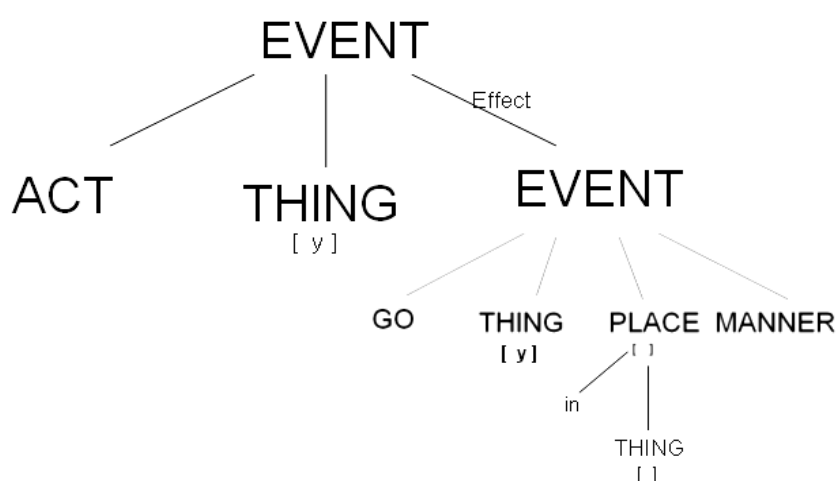 EVENT
Effect
ACT THING EVENT
[ y ]
GO THING PLACE MANNER
[ y ] [ ]
in
THING
[ ]